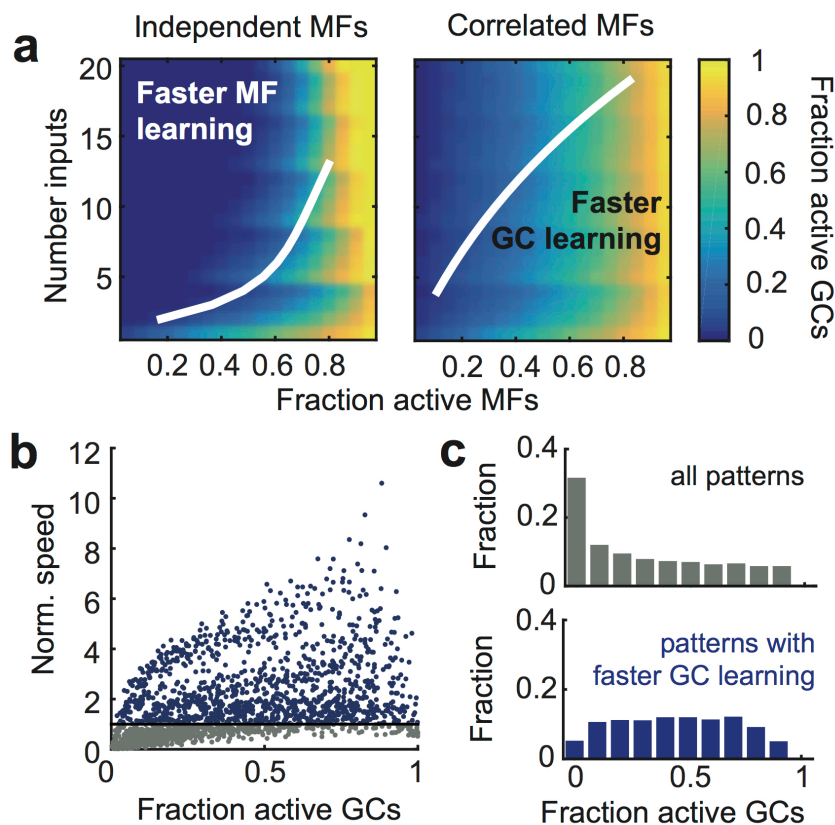 a
Independent MFs
Correlated MFs
Number inputs
20
15
10
5
Faster MF
learning
Faster
GC learning
1
0.8
0.6
0.4
0.2
0
Fraction active GCs
0.2 0.4 0.6 0.8
0.2 0.4 0.6 0.8
Fraction active MFs
b
Norm. speed
12
10
8
6
4
2
0
0 0.5 1
Fraction active GCs
c
Fraction
0.4
0.2
0
all patterns
Fraction
0.4
0.2
0
patterns with
faster GC learning
0 0.5 1
Fraction active GCs